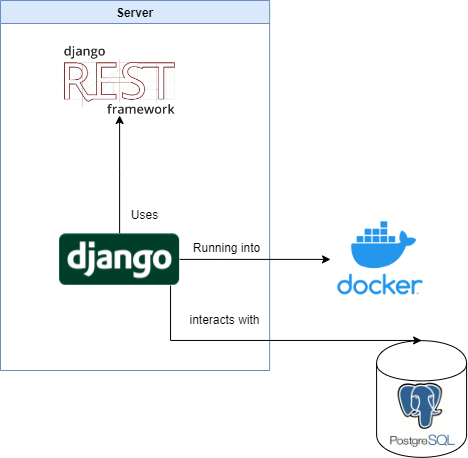 Server
django
REST
framework
Uses
django
Running into
docker
interacts with
PostgreSQL